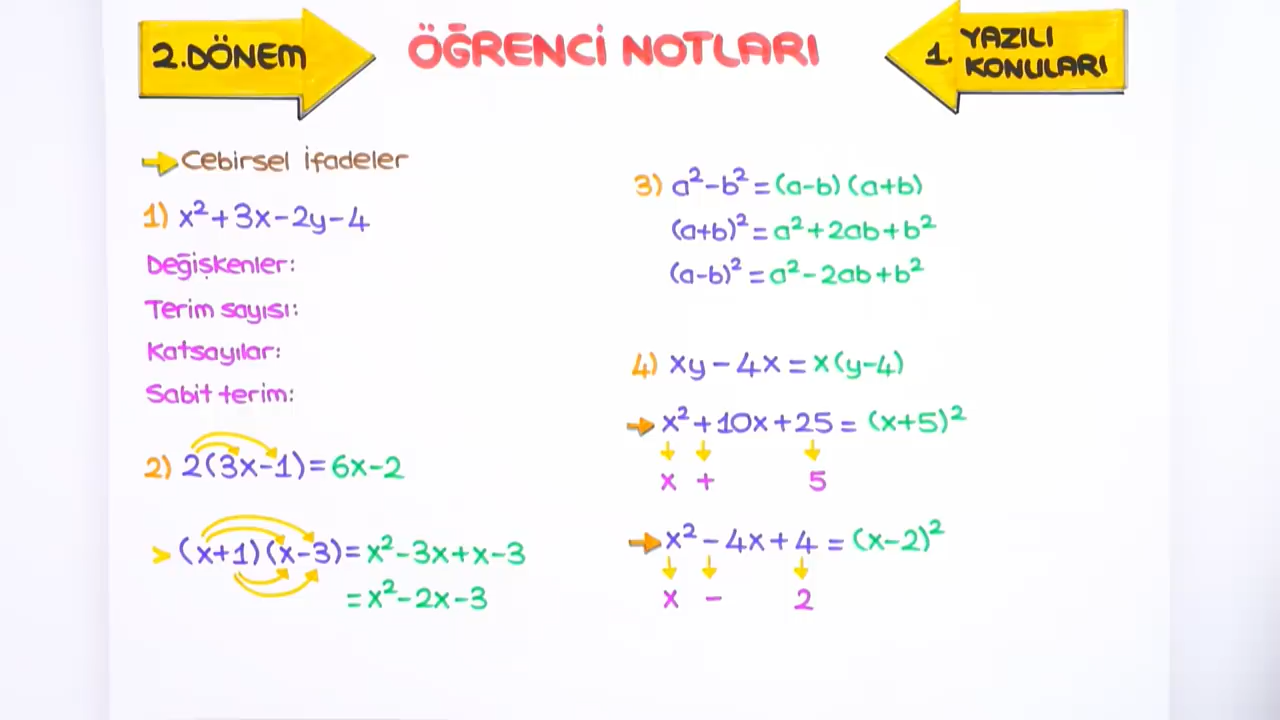 2.DÖNEM
ÖĞRENCİ NOTLARI
1. YAZILI
KONULARI
Cebirsel İfadeler
1) x²+3x-2y-4
Değişkenler:
Terim sayısı:
Katsayılar:
Sabit terim:
2) 2(3x-1)=6x-2
> (x+1)(x-3)=x²-3x+x-3
=x²-2x-3
3) a²-b²=(a-b)(a+b)
(a+b)²=a²+2ab+b²
(a-b)²=a²-2ab+b²
4) xy-4x=x(y-4)
x²+10x+25=(x+5)²
x + 5
x²-4x+4=(x-2)²
x - 2